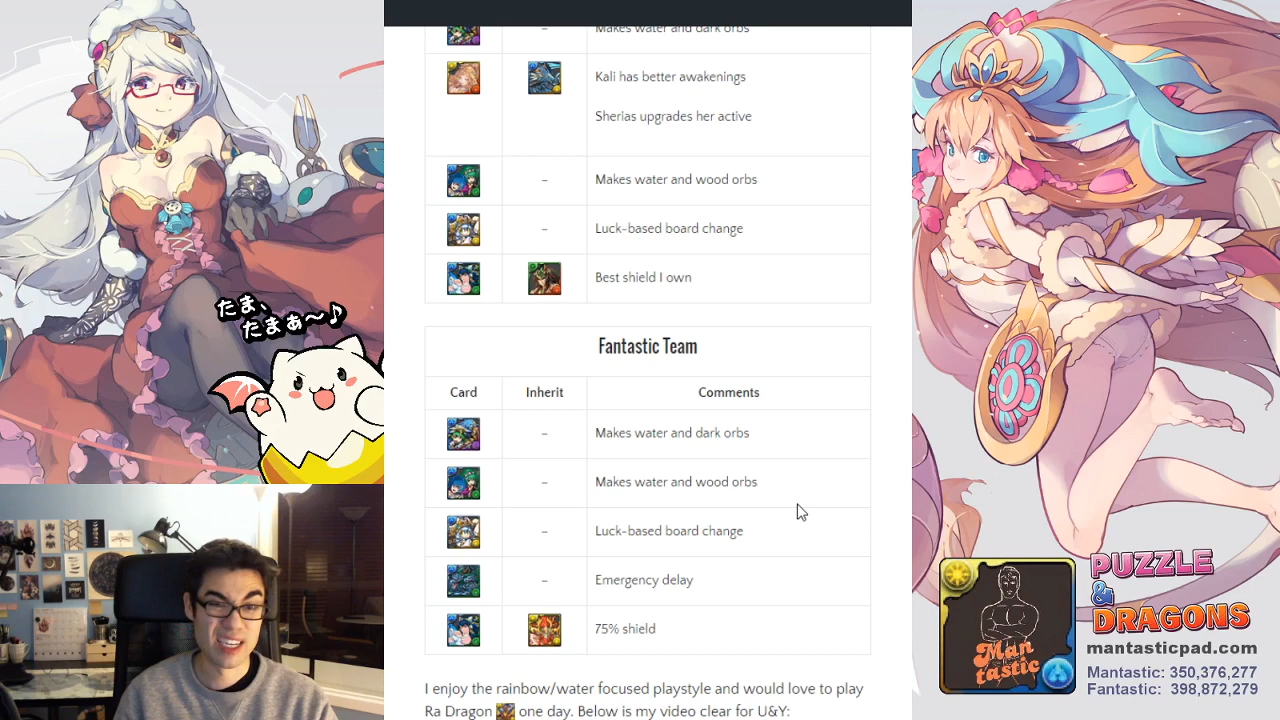 Makes water and dark orbs
–
Kali has better awakenings
Sherias upgrades her active
–
Makes water and wood orbs
–
Luck-based board change
Best shield I own
Fantastic Team
Card
Inherit
Comments
–
Makes water and dark orbs
–
Makes water and wood orbs
–
Luck-based board change
–
Emergency delay
75% shield
I enjoy the rainbow/water focused playstyle and would love to play
Ra Dragon one day. Below is my video clear for U&Y:
たま、
たまぁ～♪
Man
tastic
PUZZLE
&
DRAGONS
mantasticpad.com
Mantastic: 350,376,277
Fantastic: 398,872,279